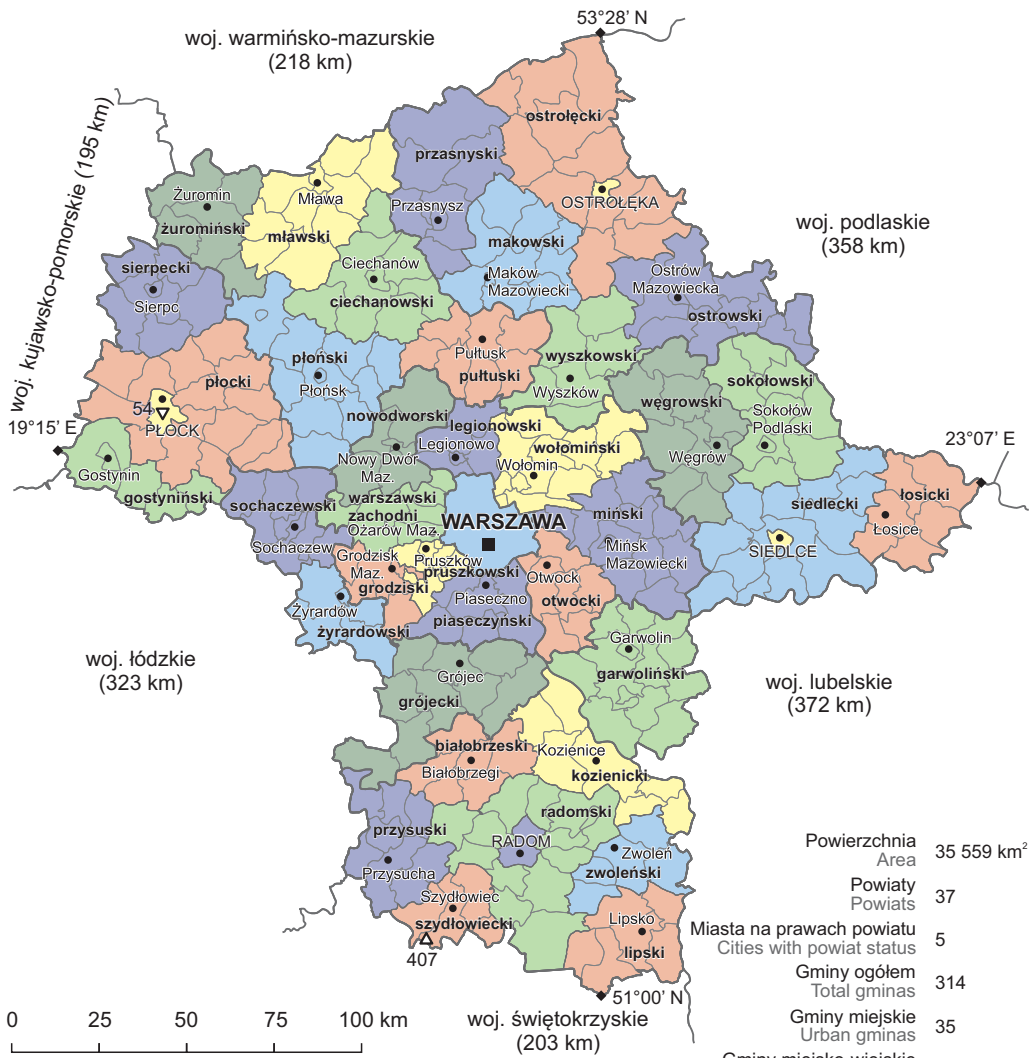 53°28' N
woj. warmińsko-mazurskie
(218 km)
woj. kujawsko-pomorskie (195 km)
ostrołęcki
przasnyski
Żuromin
Mława
Przasnysz
OSTROŁĘKA
żuromiński
mławski
makowski
woj. podlaskie
(358 km)
sierpecki
Ciechanów
Maków
Mazowiecki
Ostrów
Mazowiecka
Sierpc
ciechanowski
ostrowski
płoński
Pułtusk
wyszkowski
płocki
Płońsk
pułtuski
Wyszków
węgrowski
sokołowski
54
PŁOCK
nowodworski
legionowski
Sokołów
Podlaski
19°15' E
Legionowo
wołomiński
Węgrów
23°07' E
Gostynin
Nowy Dwór
Maz.
Wołomin
gostyniński
sochaczewski
warszawski
zachodni
miński
siedlecki
łosicki
Ożarów Maz.
WARSZAWA
Łosice
Sochaczew
Grodzisk
Maz.
Pruszków
Mińsk
Mazowiecki
SIEDLCE
pruszkowski
Otwock
grodziski
Piaseczno
otwocki
Żyrardów
piaseczyński
żyrardowski
Garwolin
woj. łódzkie
(323 km)
Grójec
garwoliński
woj. lubelskie
(372 km)
grójecki
białobrzeski
Kozienice
Białobrzegi
kozienicki
radomski
przysuski
RADOM
Zwoleń
Przysucha
zwoleński
Szydłowiec
Lipsko
szydłowiecki
lipski
407
51°00' N
Powierzchnia
Area
35 559 km²
Powiaty
Powiats
37
Miasta na prawach powiatu
Cities with powiat status
5
Gminy ogółem
Total gminas
314
Gminy miejskie
Urban gminas
35
0 25 50 75 100 km
woj. świętokrzyskie
(203 km)
Gminy miejsko-wiejskie